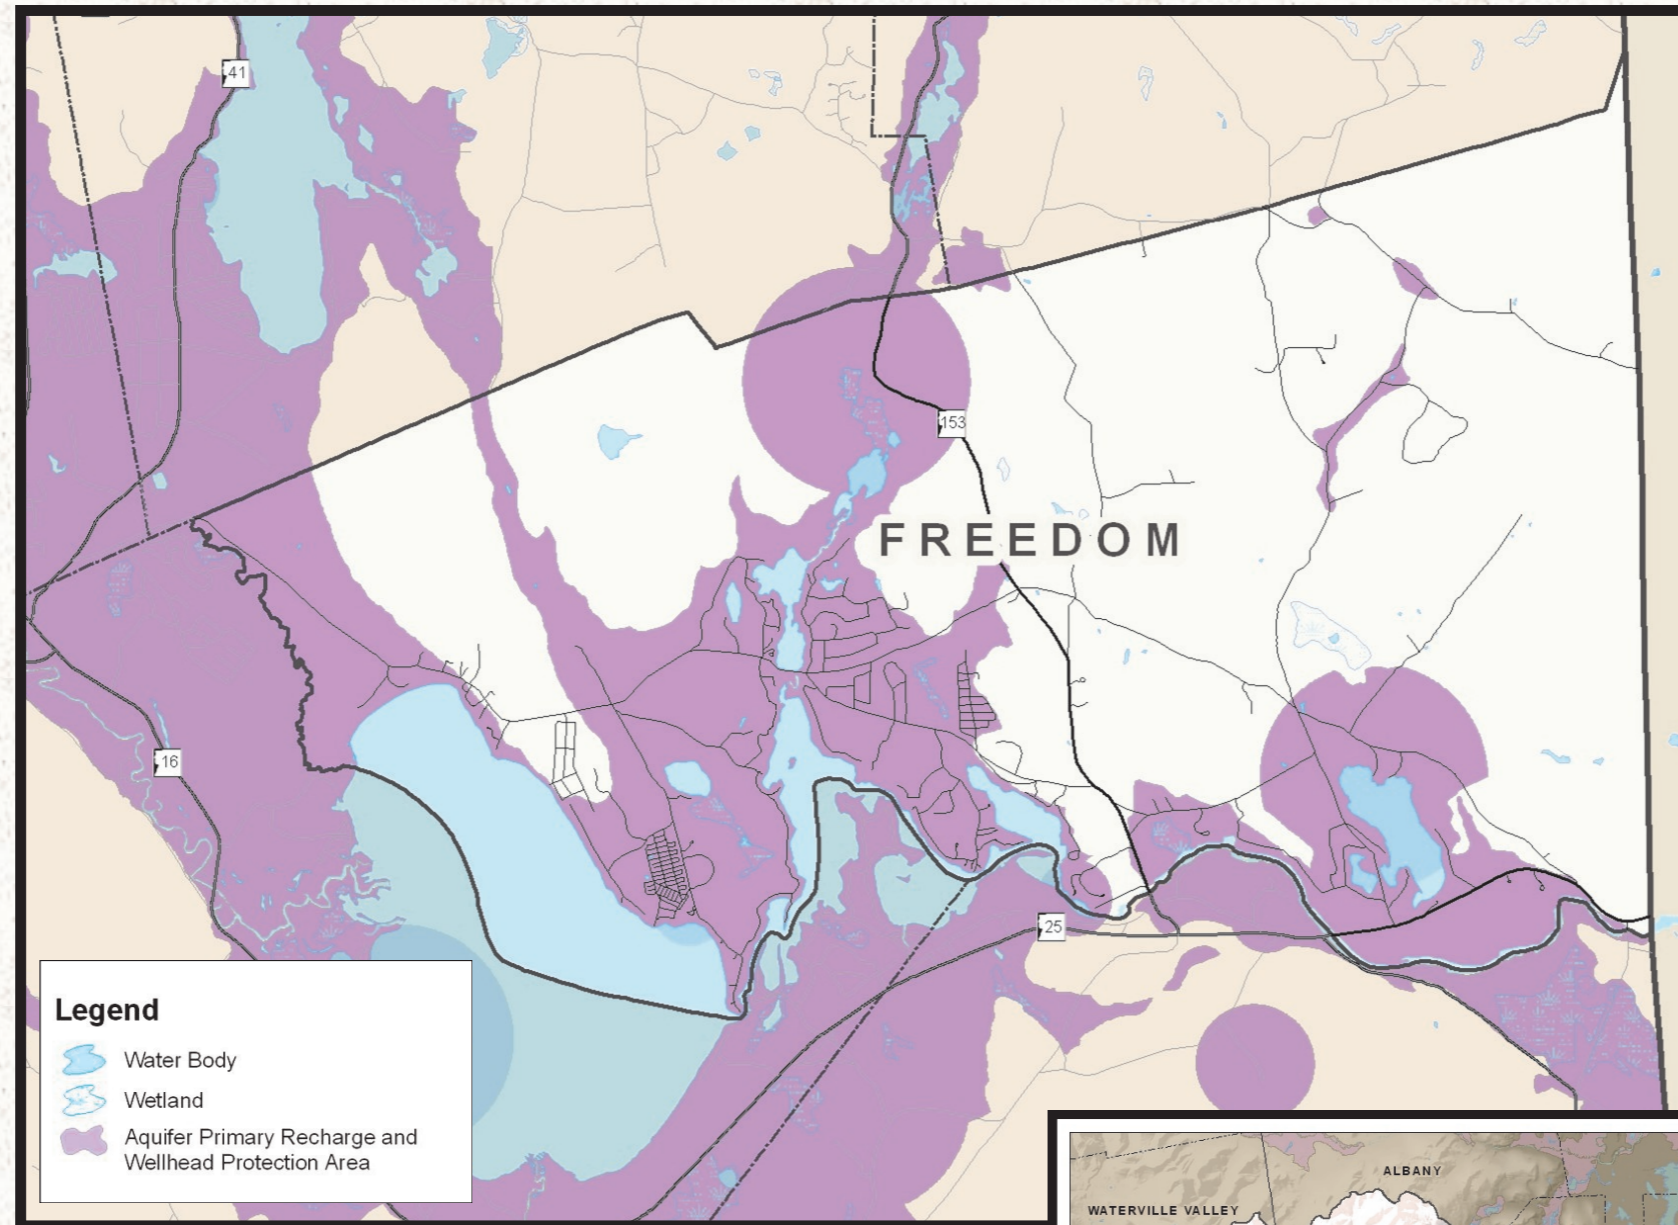 41
153
FREEDOM
16
25
Legend
Water Body
Wetland
Aquifer Primary Recharge and
Wellhead Protection Area
ALBANY
WATERVILLE VALLEY